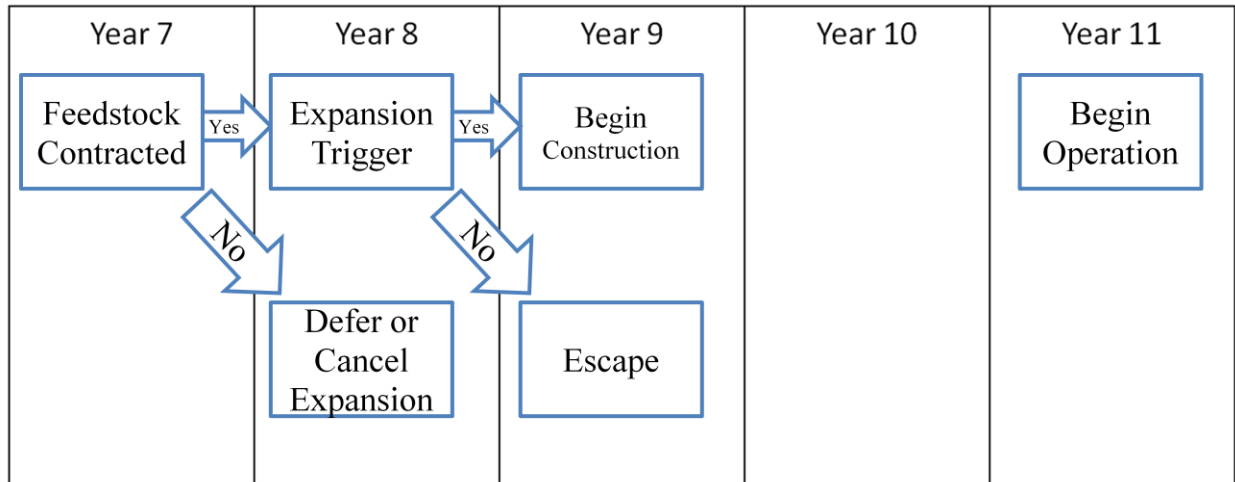 Year 7
Year 8
Year 9
Year 10
Year 11
Feedstock
Contracted
Yes
Expansion
Trigger
Yes
Begin
Construction
Begin
Operation
No
No
Defer or
Cancel
Expansion
Escape